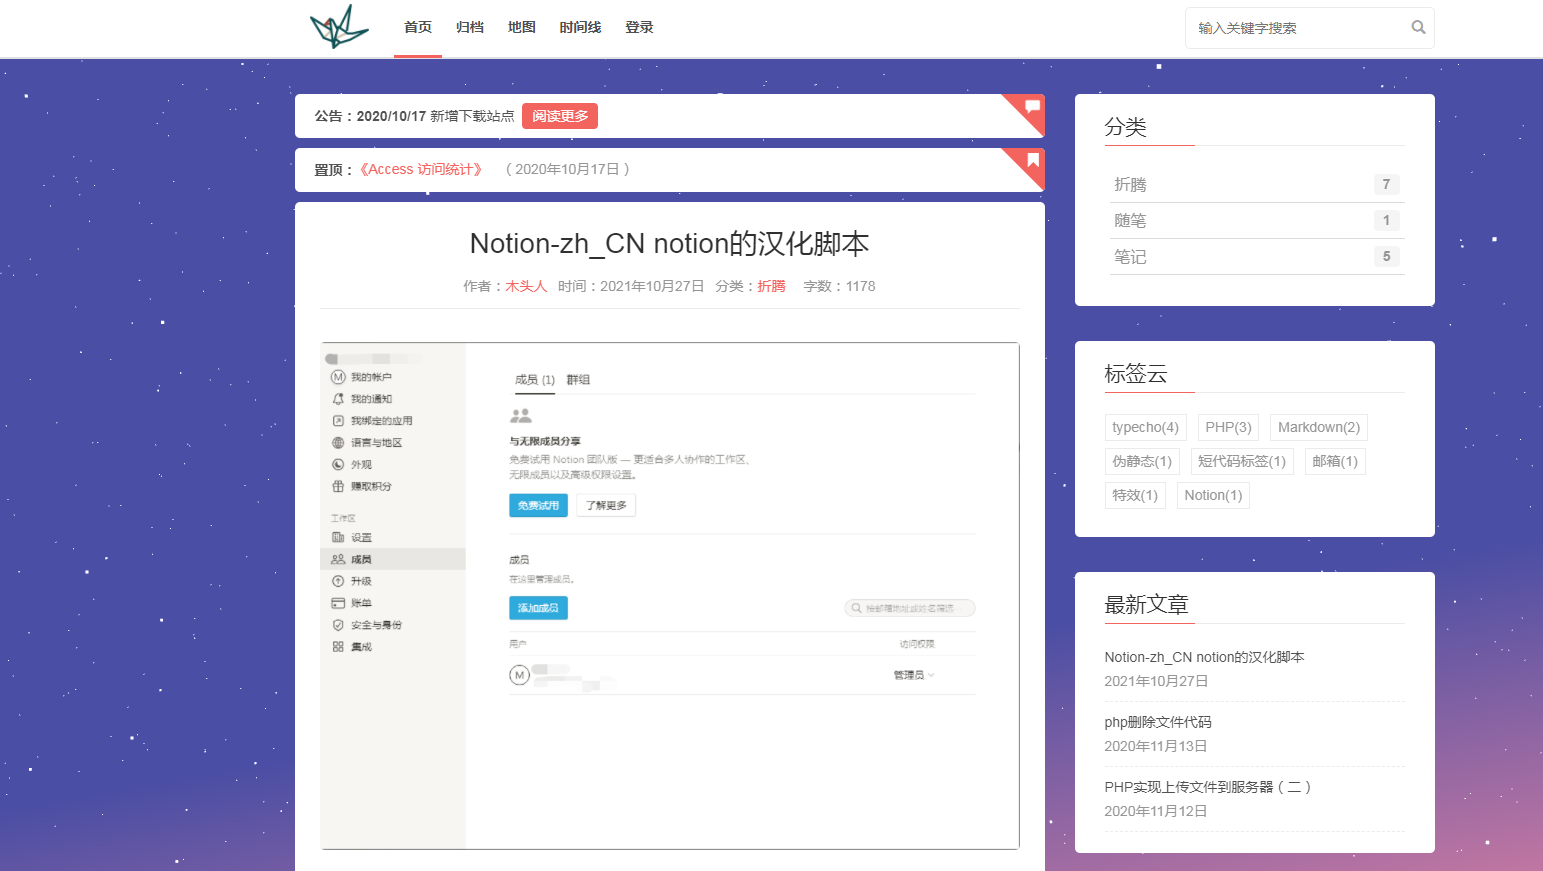 首页 归档 地图 时间线 登录
输入关键字搜索
公告：2020/10/17 新增下载站点 阅读更多
置顶：《Access 访问统计》 （ 2020年10月17日 ）
Notion-zh_CN notion的汉化脚本
作者：木头人 时间：2021年10月27日 分类：折腾 字数：1178
M 我的帐户
我的通知
我绑定的应用
语言与地区
外观
赚取积分
工作区
设置
成员
升级
账单
安全与身份
集成
成员 (1) 群组
与无限成员分享
免费试用 Notion 团队版 — 更适合多人协作的工作区、
无限成员以及高级权限设置。
免费试用 了解更多
成员
在这里管理成员。
添加成员
按邮箱地址或姓名筛选…
用户 访问权限
M 管理员
分类
折腾 7
随笔 1
笔记 5
标签云
typecho(4) PHP(3) Markdown(2)
伪静态(1) 短代码标签(1) 邮箱(1)
特效(1) Notion(1)
最新文章
Notion-zh_CN notion的汉化脚本
2021年10月27日
php删除文件代码
2020年11月13日
PHP实现上传文件到服务器（二）
2020年11月12日